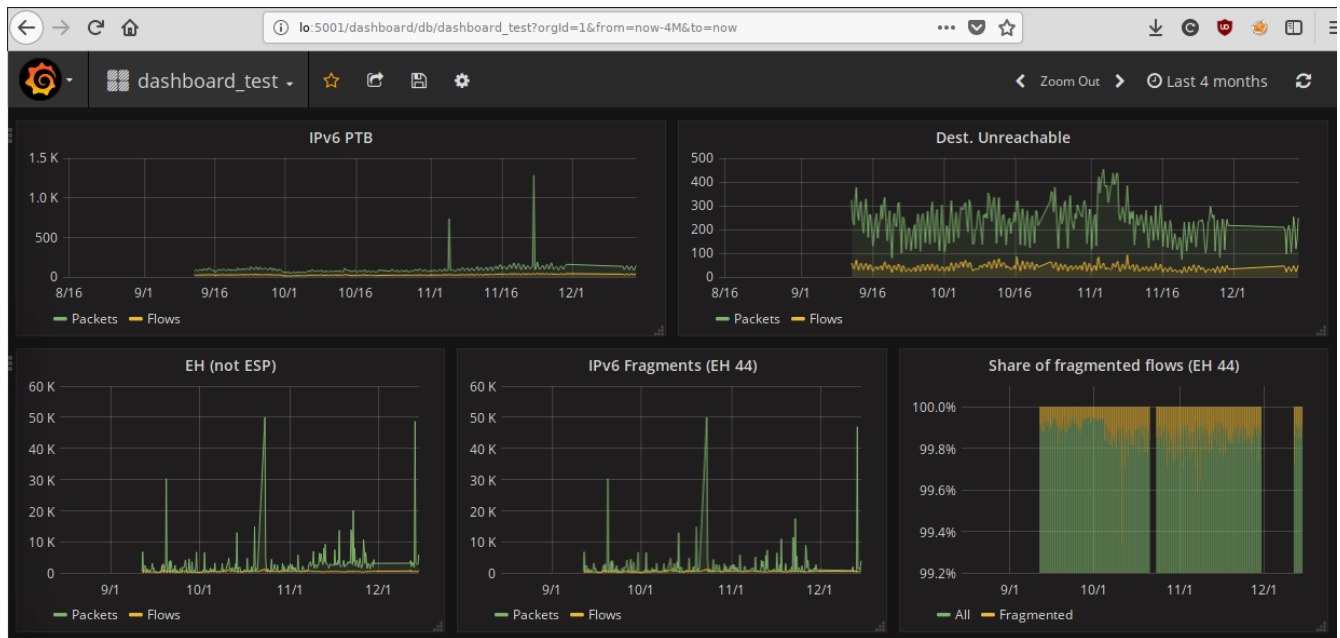 lo:5001/dashboard/db/dashboard_test?orgId=1&from=now-4M&to=now
dashboard_test
Zoom Out
Last 4 months
IPv6 PTB
1.5 K
1.0 K
500
0
8/16 9/1 9/16 10/1 10/16 11/1 11/16 12/1
Packets Flows
Dest. Unreachable
500
400
300
200
100
0
8/16 9/1 9/16 10/1 10/16 11/1 11/16 12/1
Packets Flows
EH (not ESP)
60 K
50 K
40 K
30 K
20 K
10 K
0
9/1 10/1 11/1 12/1
Packets Flows
IPv6 Fragments (EH 44)
60 K
50 K
40 K
30 K
20 K
10 K
0
9/1 10/1 11/1 12/1
Packets Flows
Share of fragmented flows (EH 44)
100.0%
99.8%
99.6%
99.4%
99.2%
9/1 10/1 11/1 12/1
All Fragmented